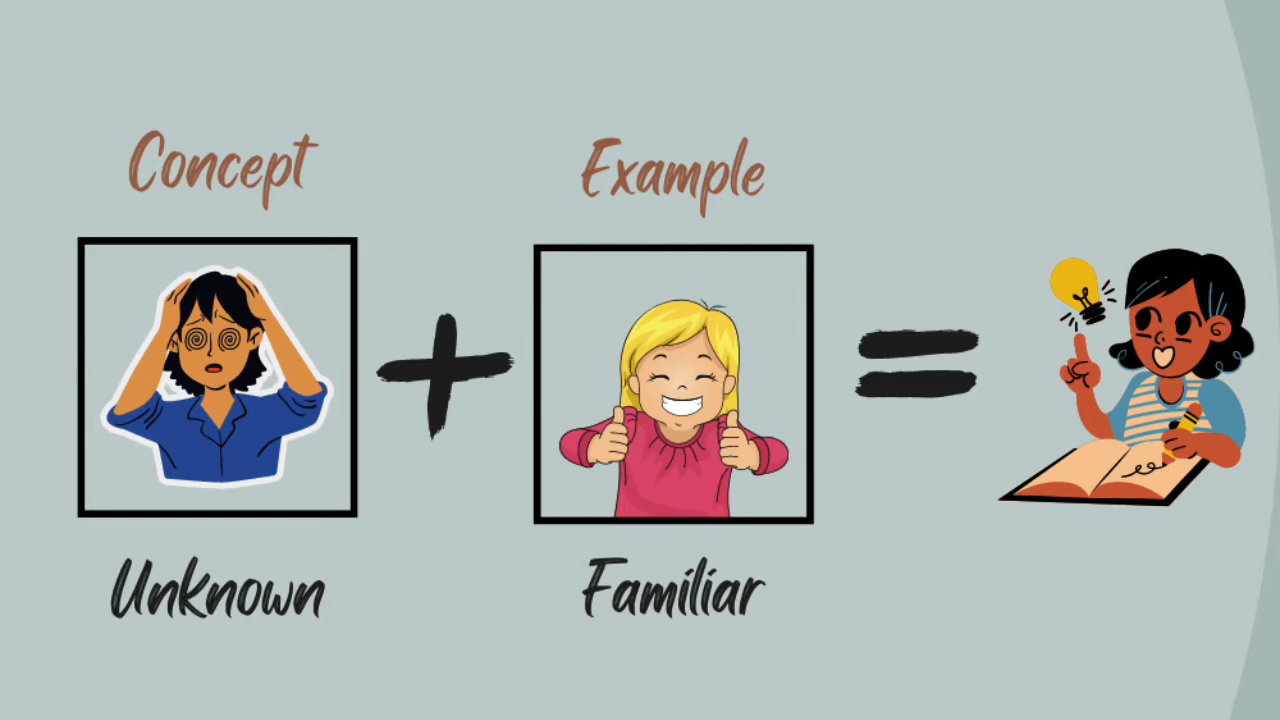 Concept
Example
+
=
Unknown
Familiar